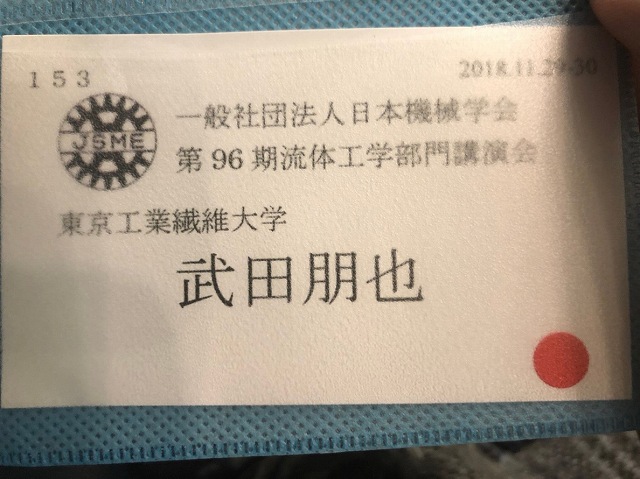 153
2018.11.29-30
JSME
一般社団法人日本機械学会
第96期流体工学部門講演会
東京工業繊維大学
武田朋也